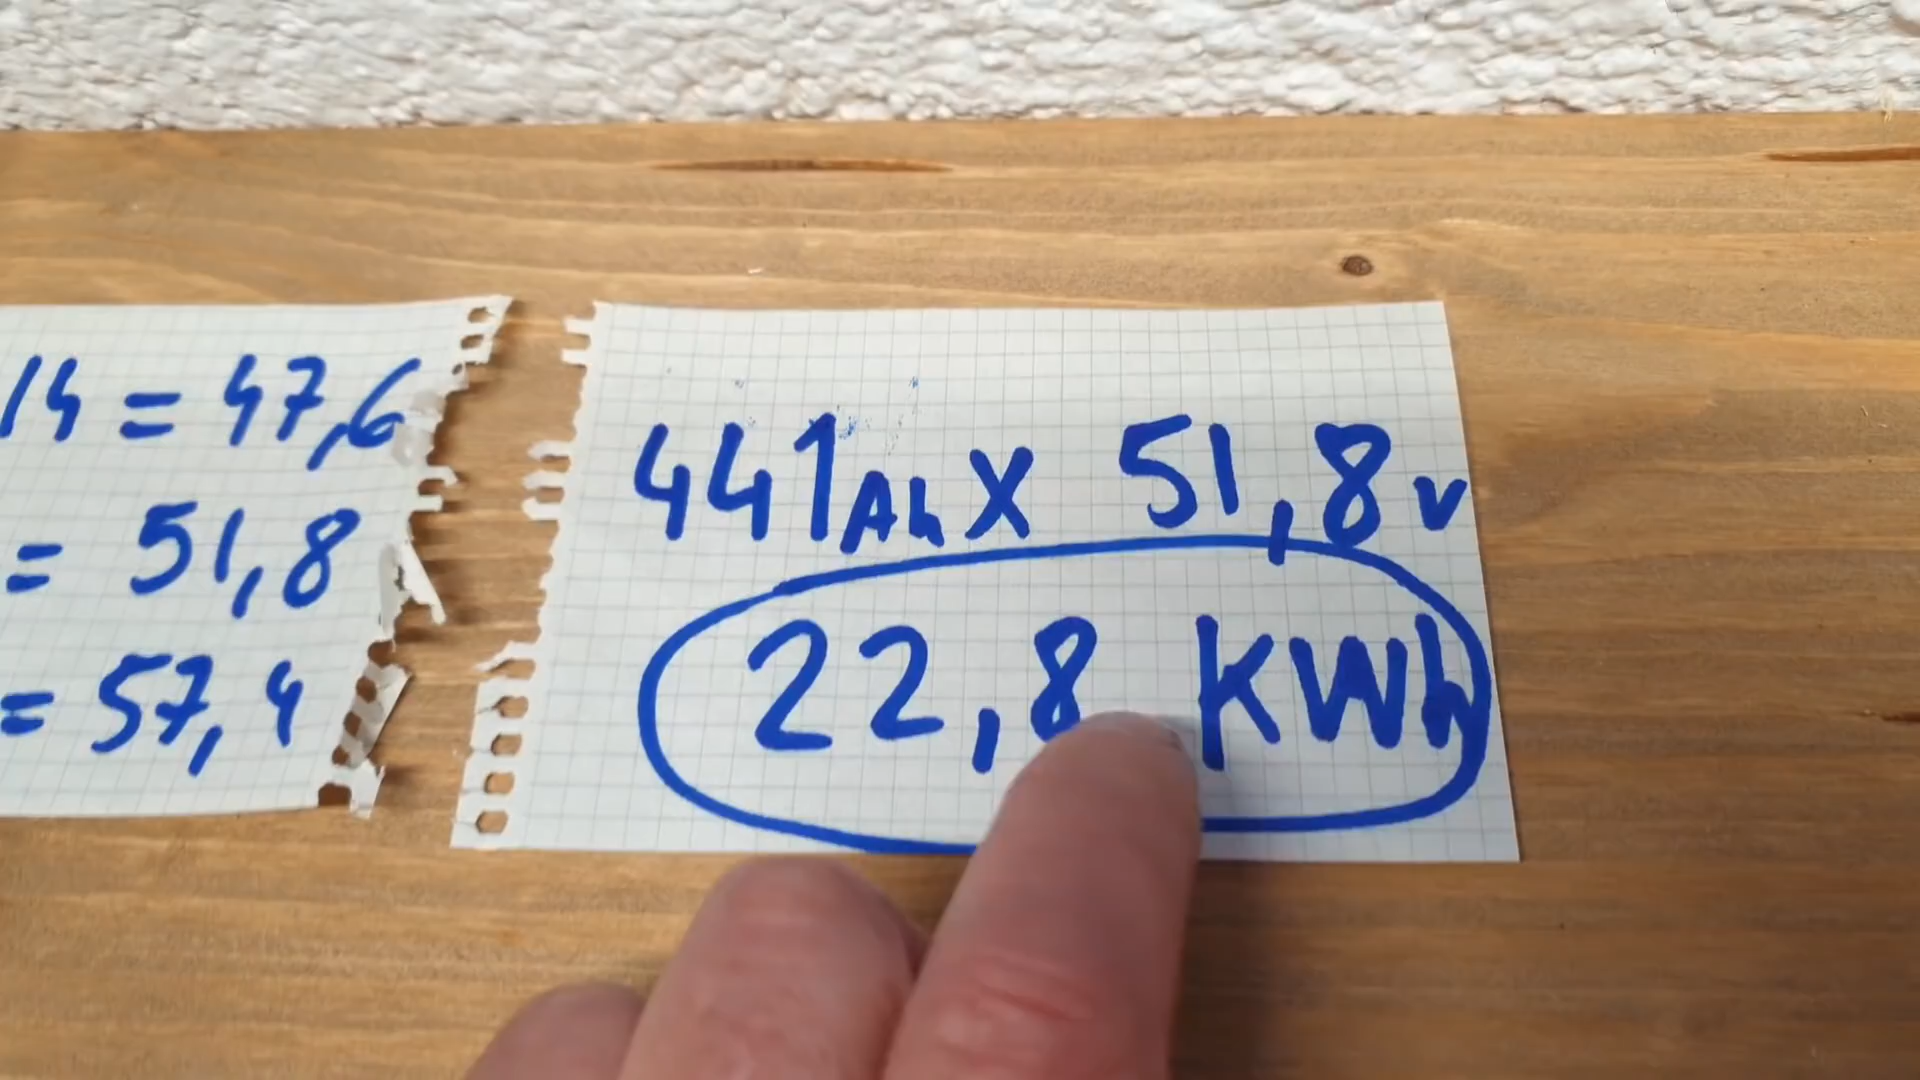 14 = 47,6
= 51,8
= 57,4
441Ah X 51,8V
22,8 KWh